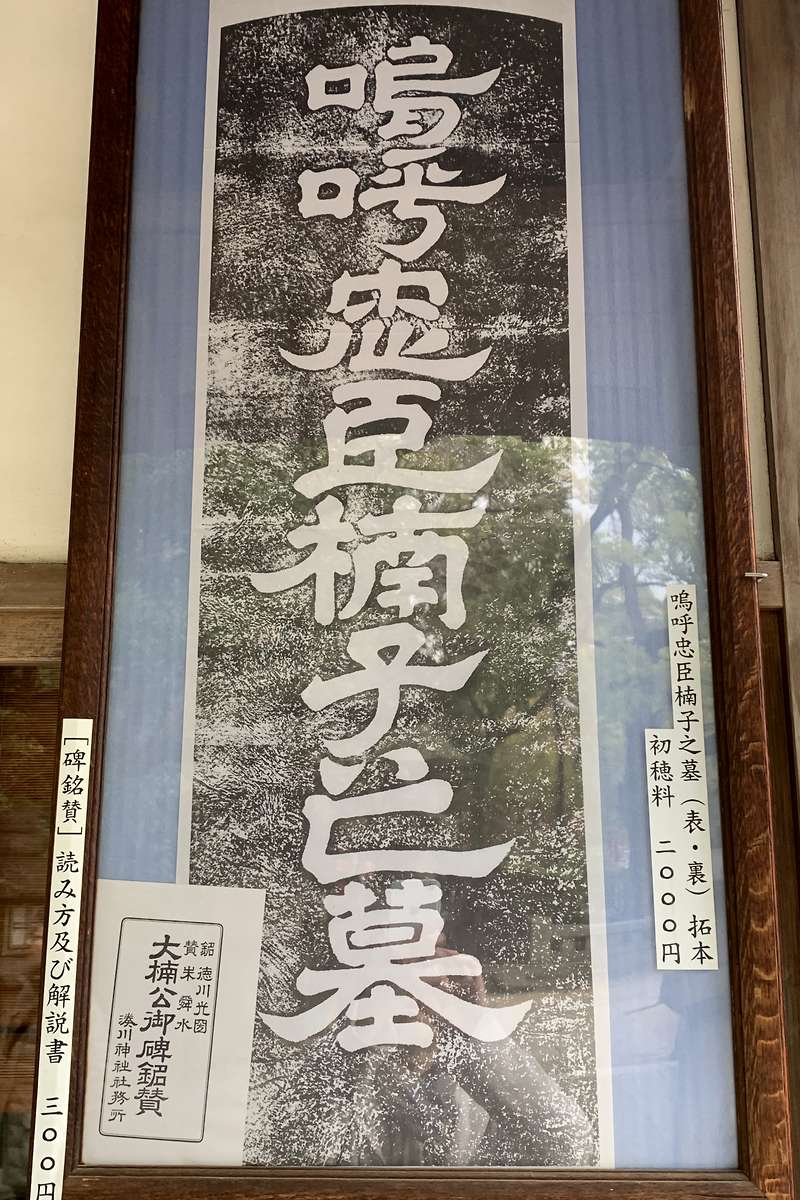 嗚呼忠臣楠子之墓
嗚呼忠臣楠子之墓（表・裏）拓本
初穂料　二〇〇〇円
銘　徳川光圀
賛　朱舜水
大楠公御碑銘賛
湊川神社社務所
［碑銘賛］読み方及び解説書　三〇〇円